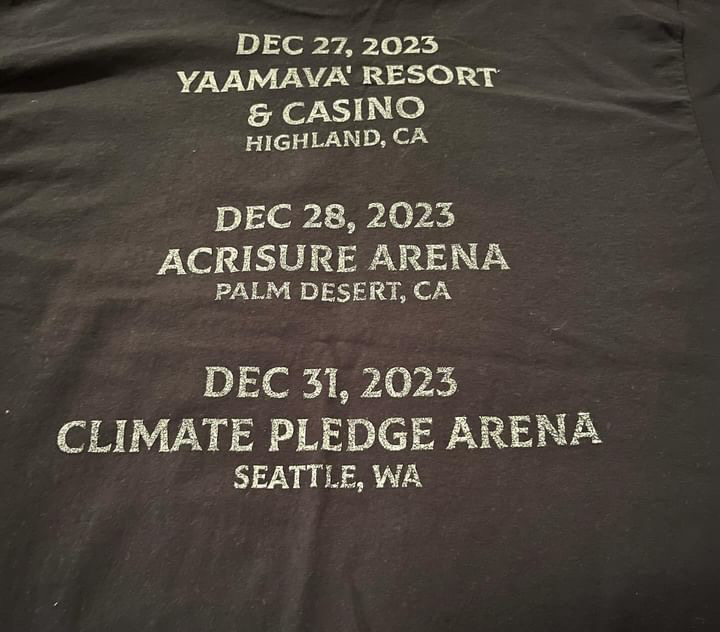 DEC 27, 2023
YAAMAVA' RESORT
& CASINO
HIGHLAND, CA
DEC 28, 2023
ACRISURE ARENA
PALM DESERT, CA
DEC 31, 2023
CLIMATE PLEDGE ARENA
SEATTLE, WA